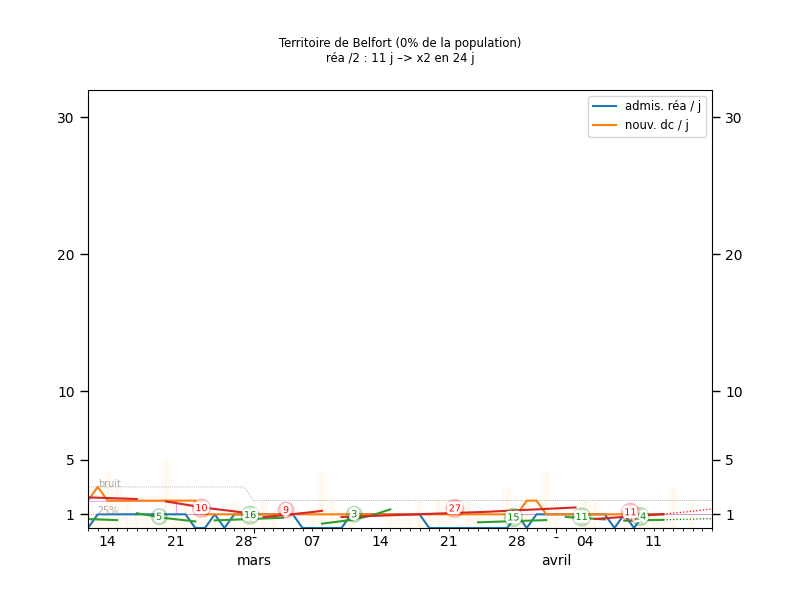 Territoire de Belfort (0% de la population)
réa /2 : 11 j –> x2 en 24 j
admis. réa / j
nouv. dc / j
30 30
20 20
10 10
5 5
1 1
bruit
25%
5 10 16 9 3 27 15 11 11 4
14 21 28 07 14 21 28 04 11
mars avril